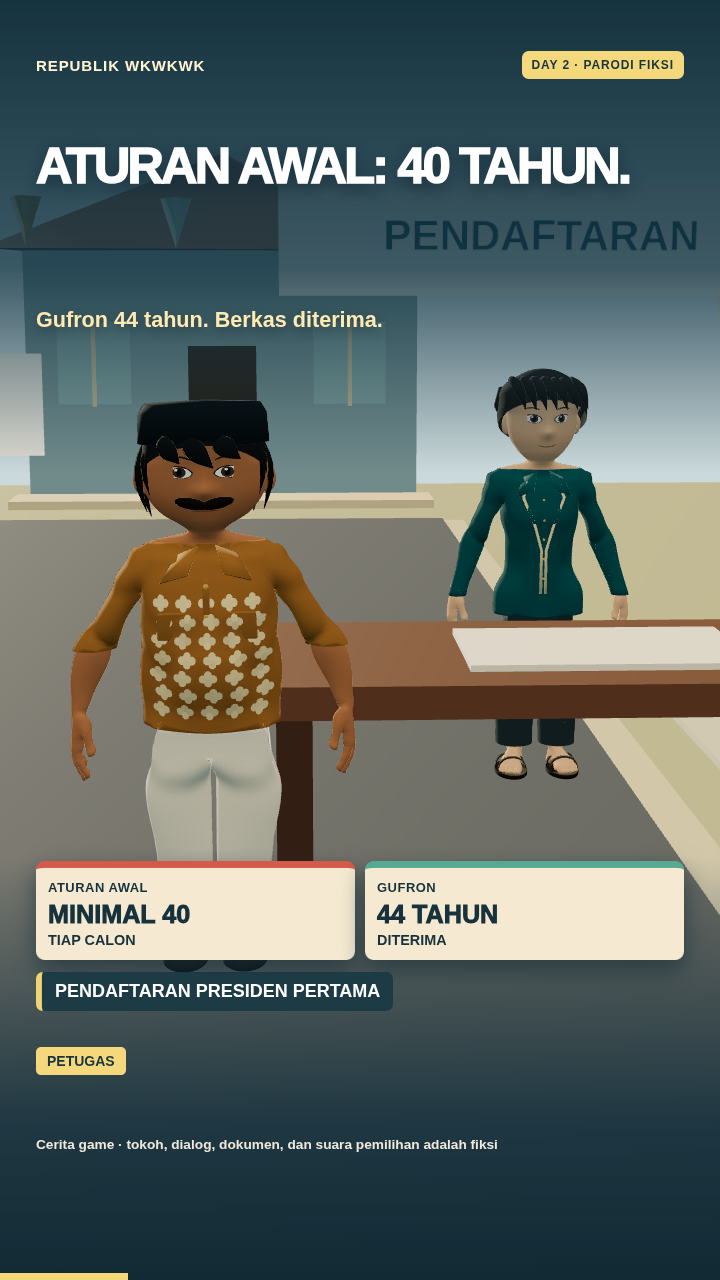 REPUBLIK WKWKWK
DAY 2 · PARODI FIKSI
ATURAN AWAL: 40 TAHUN.
PENDAFTARAN
Gufron 44 tahun. Berkas diterima.
ATURAN AWAL
MINIMAL 40
TIAP CALON
GUFRON
44 TAHUN
DITERIMA
PENDAFTARAN PRESIDEN PERTAMA
PETUGAS
Cerita game · tokoh, dialog, dokumen, dan suara pemilihan adalah fiksi